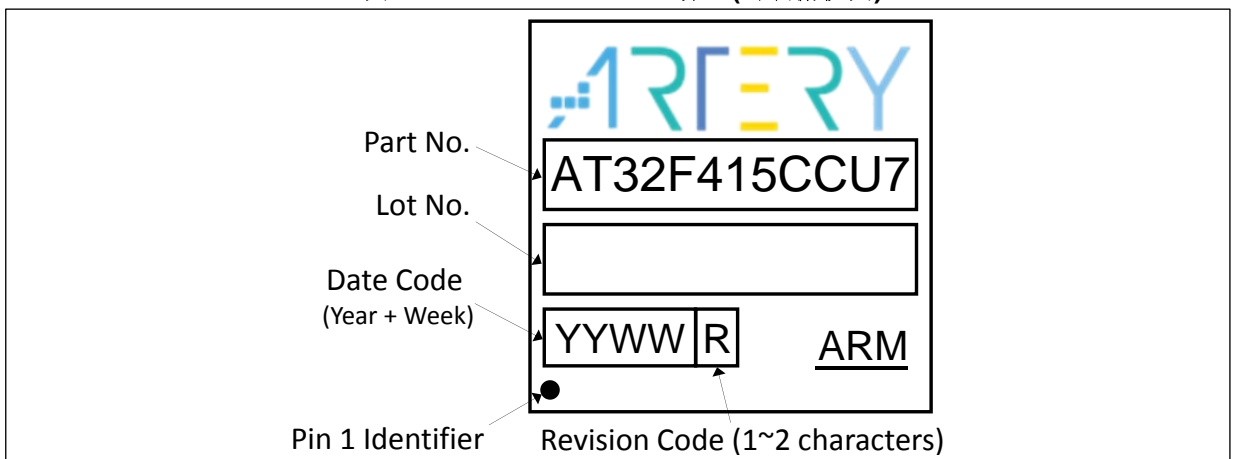 ARTERY
Part No.
AT32F415CCU7
Lot No.
Date Code
(Year + Week)
YYWW R
ARM
Pin 1 Identifier
Revision Code (1~2 characters)